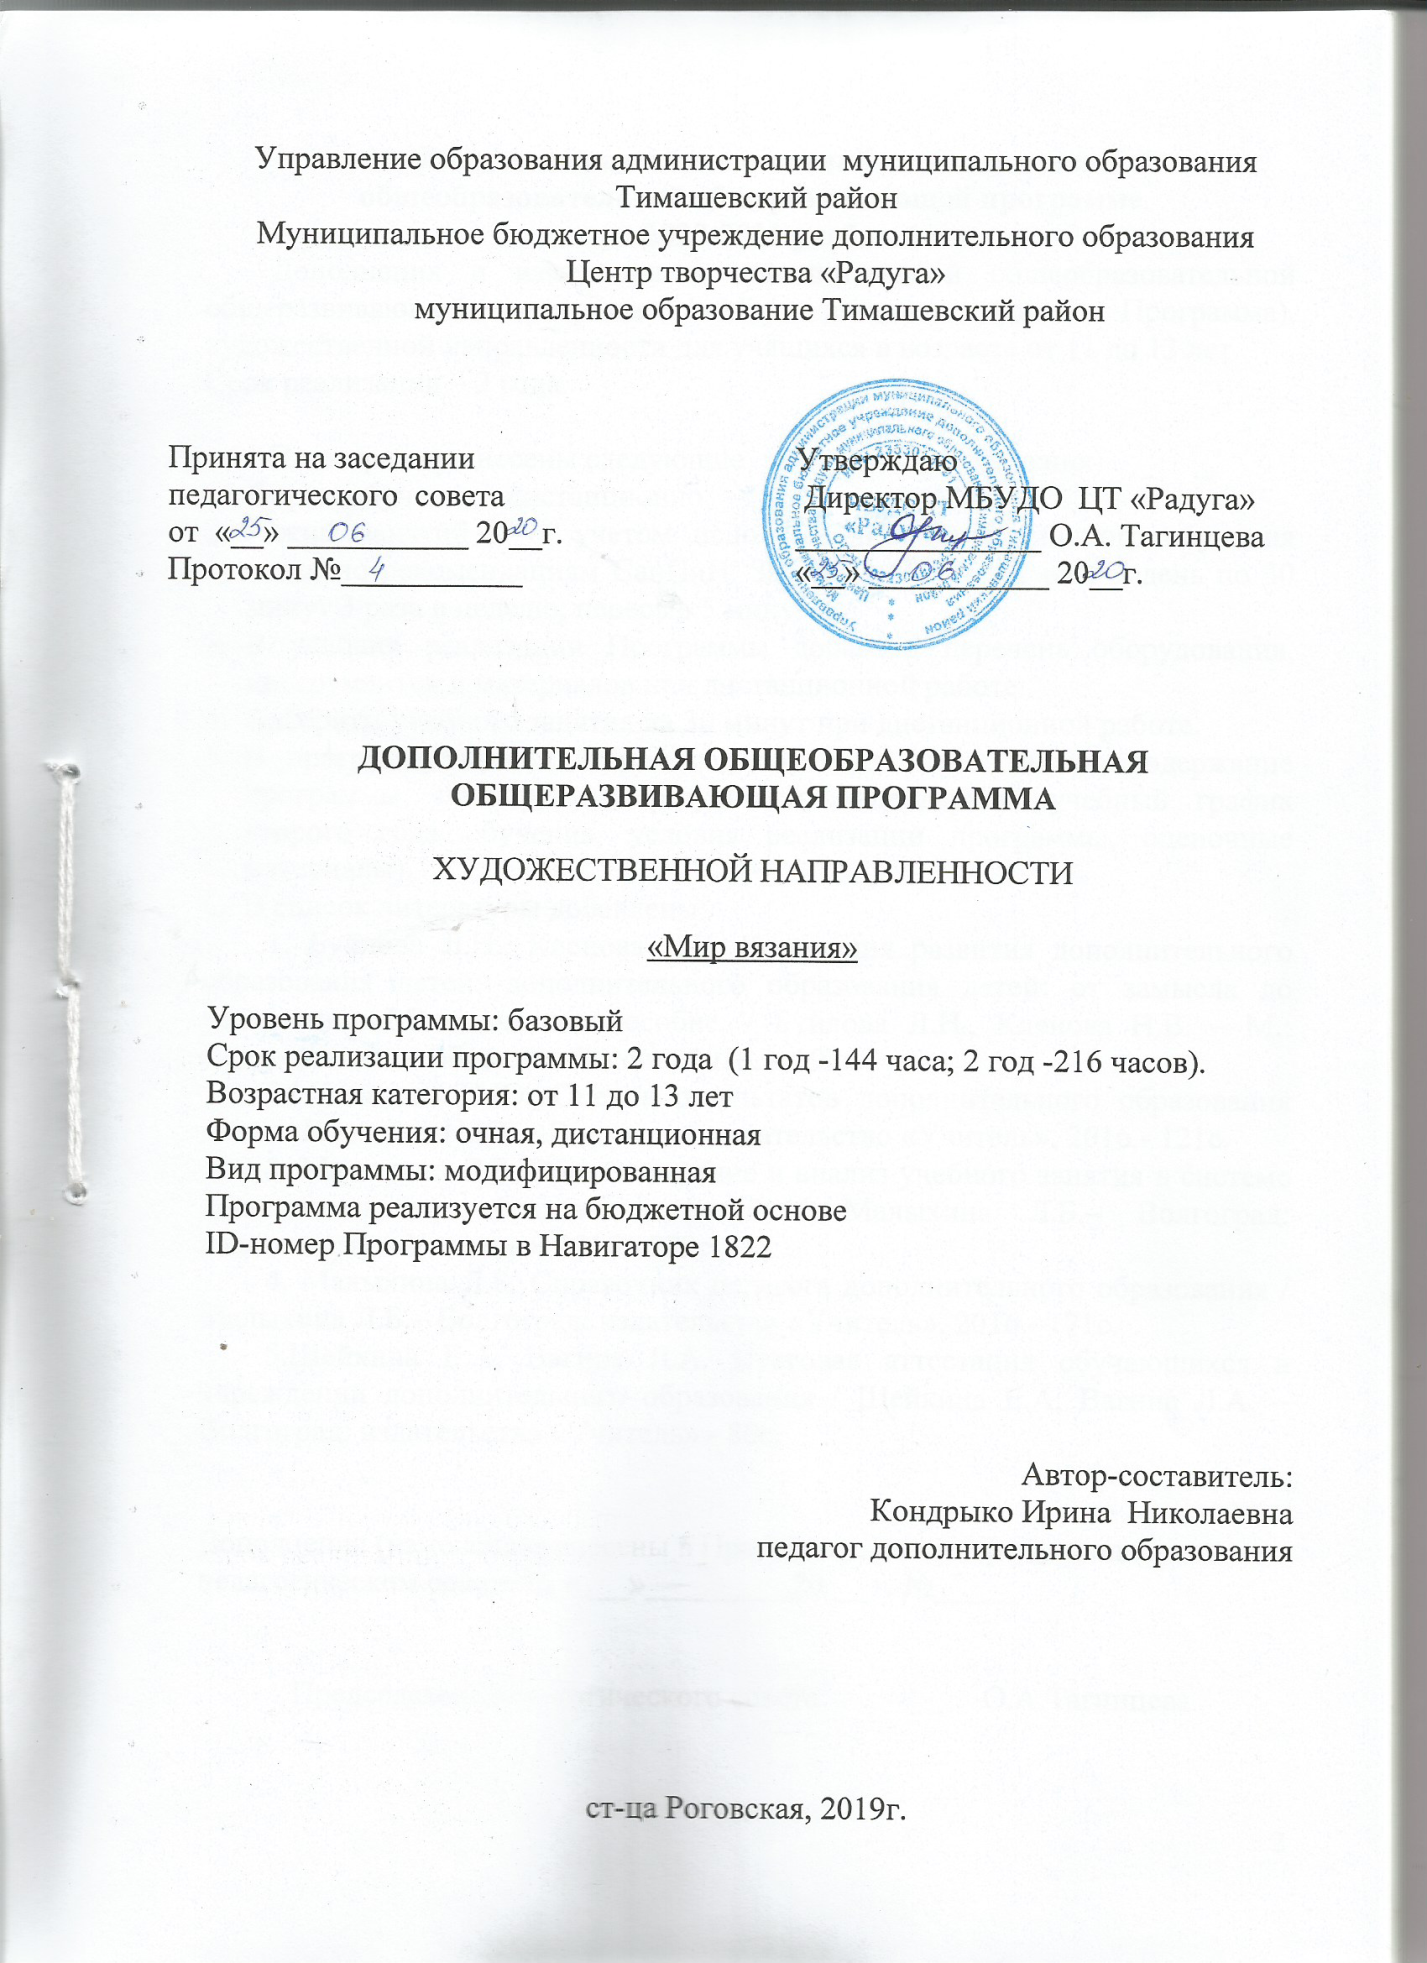 Управление образования администрации муниципального образования
Тимашевский район
Муниципальное бюджетное учреждение дополнительного образования
Центр творчества «Радуга»
муниципальное образование Тимашевский район
Принята на заседании
педагогического совета
от «25» 06 2020г.
Протокол № 4
Утверждаю
Директор МБУДО ЦТ «Радуга»
О.А. Тагинцева
«25» 06 2020г.
ДОПОЛНИТЕЛЬНАЯ ОБЩЕОБРАЗОВАТЕЛЬНАЯ
ОБЩЕРАЗВИВАЮЩАЯ ПРОГРАММА
ХУДОЖЕСТВЕННОЙ НАПРАВЛЕННОСТИ
«Мир вязания»
Уровень программы: базовый
Срок реализации программы: 2 года (1 год -144 часа; 2 год -216 часов).
Возрастная категория: от 11 до 13 лет
Форма обучения: очная, дистанционная
Вид программы: модифицированная
Программа реализуется на бюджетной основе
ID-номер Программы в Навигаторе 1822
Автор-составитель:
Кондрыко Ирина Николаевна
педагог дополнительного образования
ст-ца Роговская, 2019г.